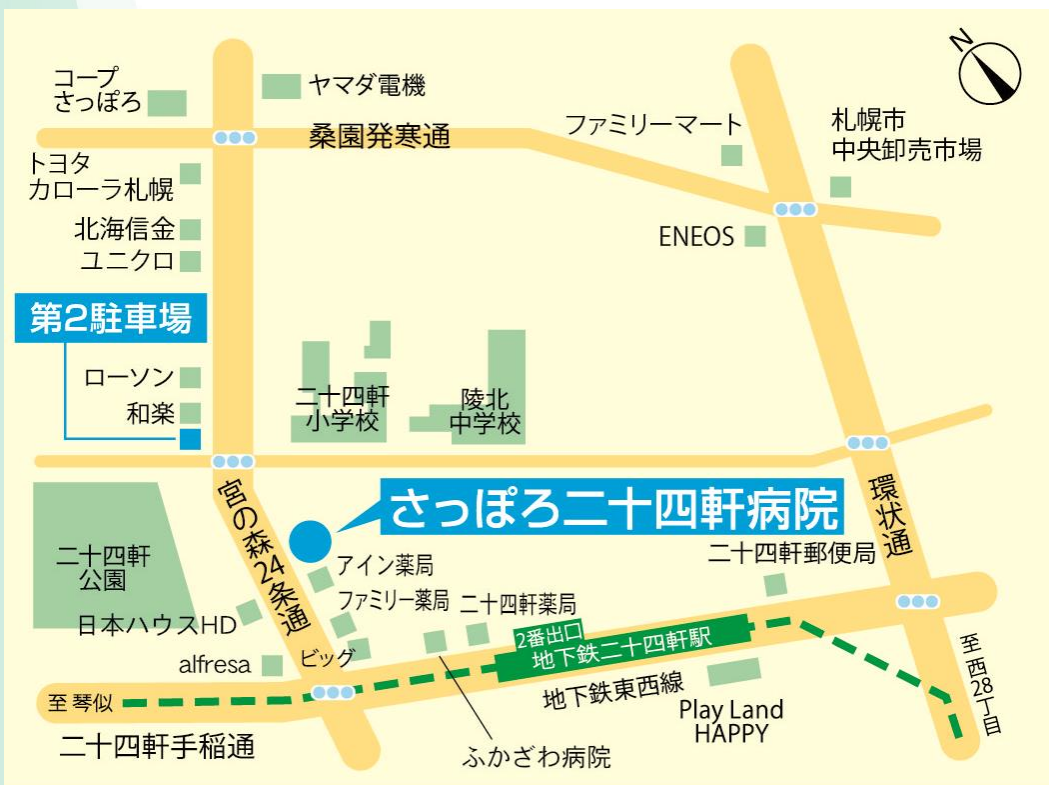 N
コープ
さっぽろ
ヤマダ電機
桑園発寒通
ファミリーマート
札幌市
中央卸売市場
トヨタ
カローラ札幌
北海信金
ユニクロ
ENEOS
第2駐車場
ローソン
和楽
二十四軒
小学校
陵北
中学校
宮の森24条通
さっぽろ二十四軒病院
環状通
二十四軒
公園
アイン薬局
ファミリー薬局
二十四軒薬局
二十四軒郵便局
日本ハウスHD
2番出口
地下鉄二十四軒駅
alfresa
ビッグ
至 琴似
地下鉄東西線
Play Land
HAPPY
至 西28丁目
二十四軒手稲通
ふかざわ病院